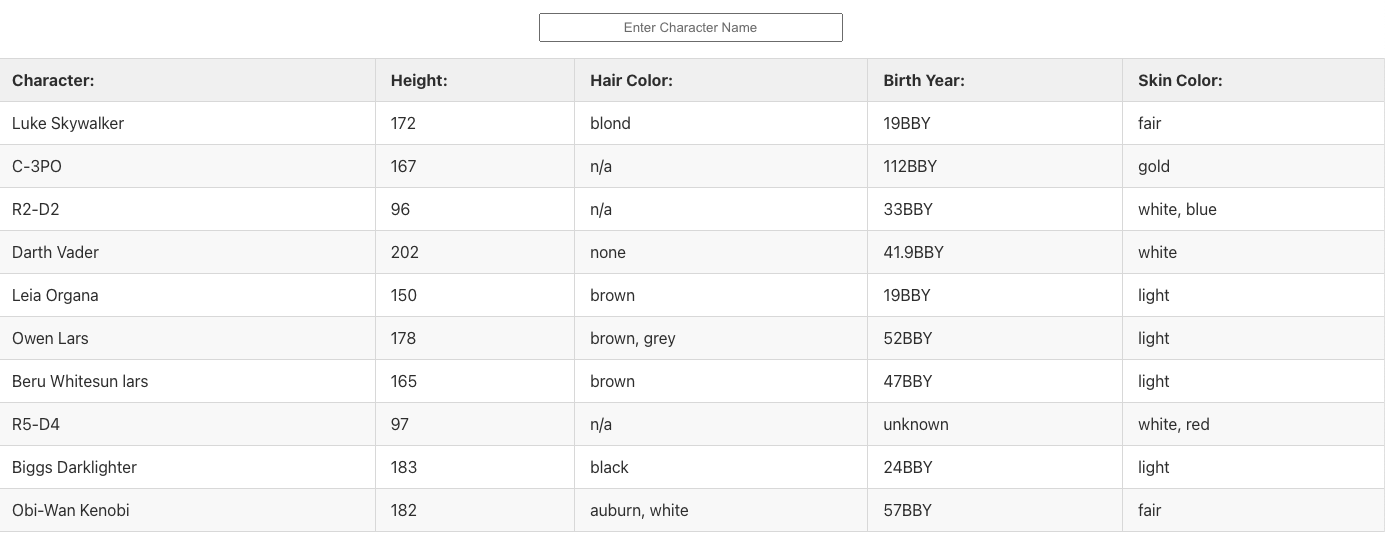 Enter Character Name
Character: Height: Hair Color: Birth Year: Skin Color:
Luke Skywalker 172 blond 19BBY fair
C-3PO 167 n/a 112BBY gold
R2-D2 96 n/a 33BBY white, blue
Darth Vader 202 none 41.9BBY white
Leia Organa 150 brown 19BBY light
Owen Lars 178 brown, grey 52BBY light
Beru Whitesun lars 165 brown 47BBY light
R5-D4 97 n/a unknown white, red
Biggs Darklighter 183 black 24BBY light
Obi-Wan Kenobi 182 auburn, white 57BBY fair